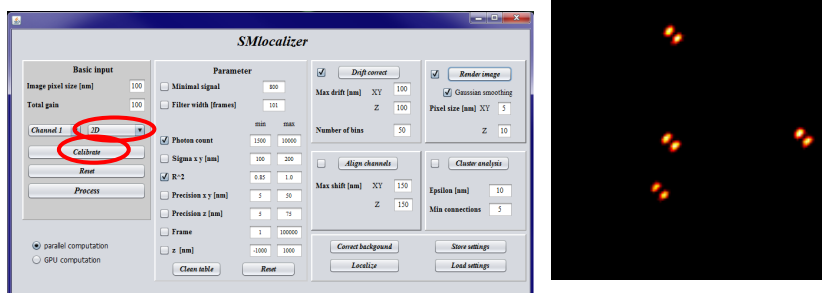 SMlocalizer
Basic input
Image pixel size [nm] 100
Total gain 100
Channel 1 2D
Calibrate
Reset
Process
parallel computation
GPU computation
Parameter
Minimal signal 800
Filter width [frames] 101
min max
Photon count 1500 10000
Sigma x y [nm] 100 200
R^2 0.85 1.0
Precision x y [nm] 5 50
Precision z [nm] 5 75
Frame 1 100000
z [nm] -1000 1000
Clean table Reset
Drift correct
Max drift [nm] XY 100
Z 100
Number of bins 50
Align channels
Max shift [nm] XY 150
Z 150
Correct backgound
Localize
Render image
Gaussian smoothing
Pixel size [nm] XY 5
Z 10
Cluster analysis
Epsilon [nm] 10
Min connections 5
Store settings
Load settings